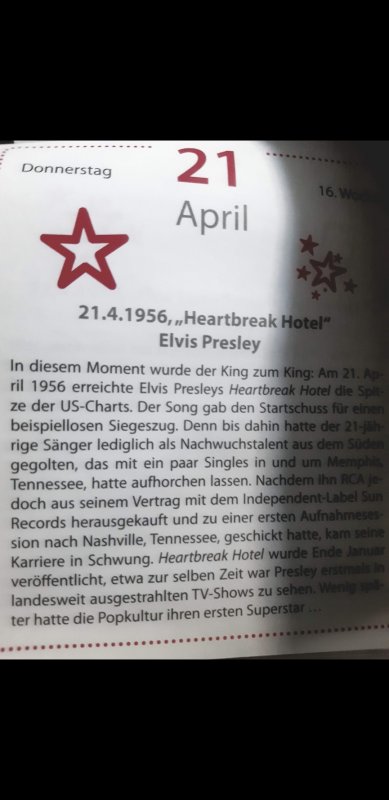 Donnerstag
21
April
16. Woche
21.4.1956, „Heartbreak Hotel“
Elvis Presley
In diesem Moment wurde der King zum King: Am 21. Ap-
ril 1956 erreichte Elvis Presleys Heartbreak Hotel die Spit-
ze der US-Charts. Der Song gab den Startschuss für einen
beispiellosen Siegeszug. Denn bis dahin hatte der 21-jäh-
rige Sänger lediglich als Nachwuchstalent aus dem Süden
gegolten, das mit ein paar Singles in und um Memphis,
Tennessee, hatte aufhorchen lassen. Nachdem ihn RCA je-
doch aus seinem Vertrag mit dem Independent-Label Sun
Records herausgekauft und zu einer ersten Aufnahmeses-
sion nach Nashville, Tennessee, geschickt hatte, kam seine
Karriere in Schwung. Heartbreak Hotel wurde Ende Januar
veröffentlicht, etwa zur selben Zeit war Presley erstmals in
landesweit ausgestrahlten TV-Shows zu sehen. Wenig spä-
ter hatte die Popkultur ihren ersten Superstar …